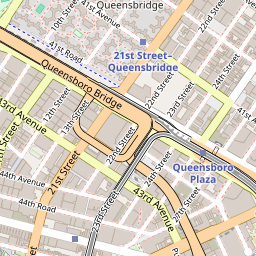 Queensbridge
10th Street
41st Road
21st Street–
Queensbridge
22nd Street
41st Avenue
Queensboro Bridge
12th Street
13th Street
43rd Avenue
22nd Street
23rd Street
Queensboro
Plaza
44th Avenue
21st Street
43rd Avenue
27th Street
44th Road
23rd Street